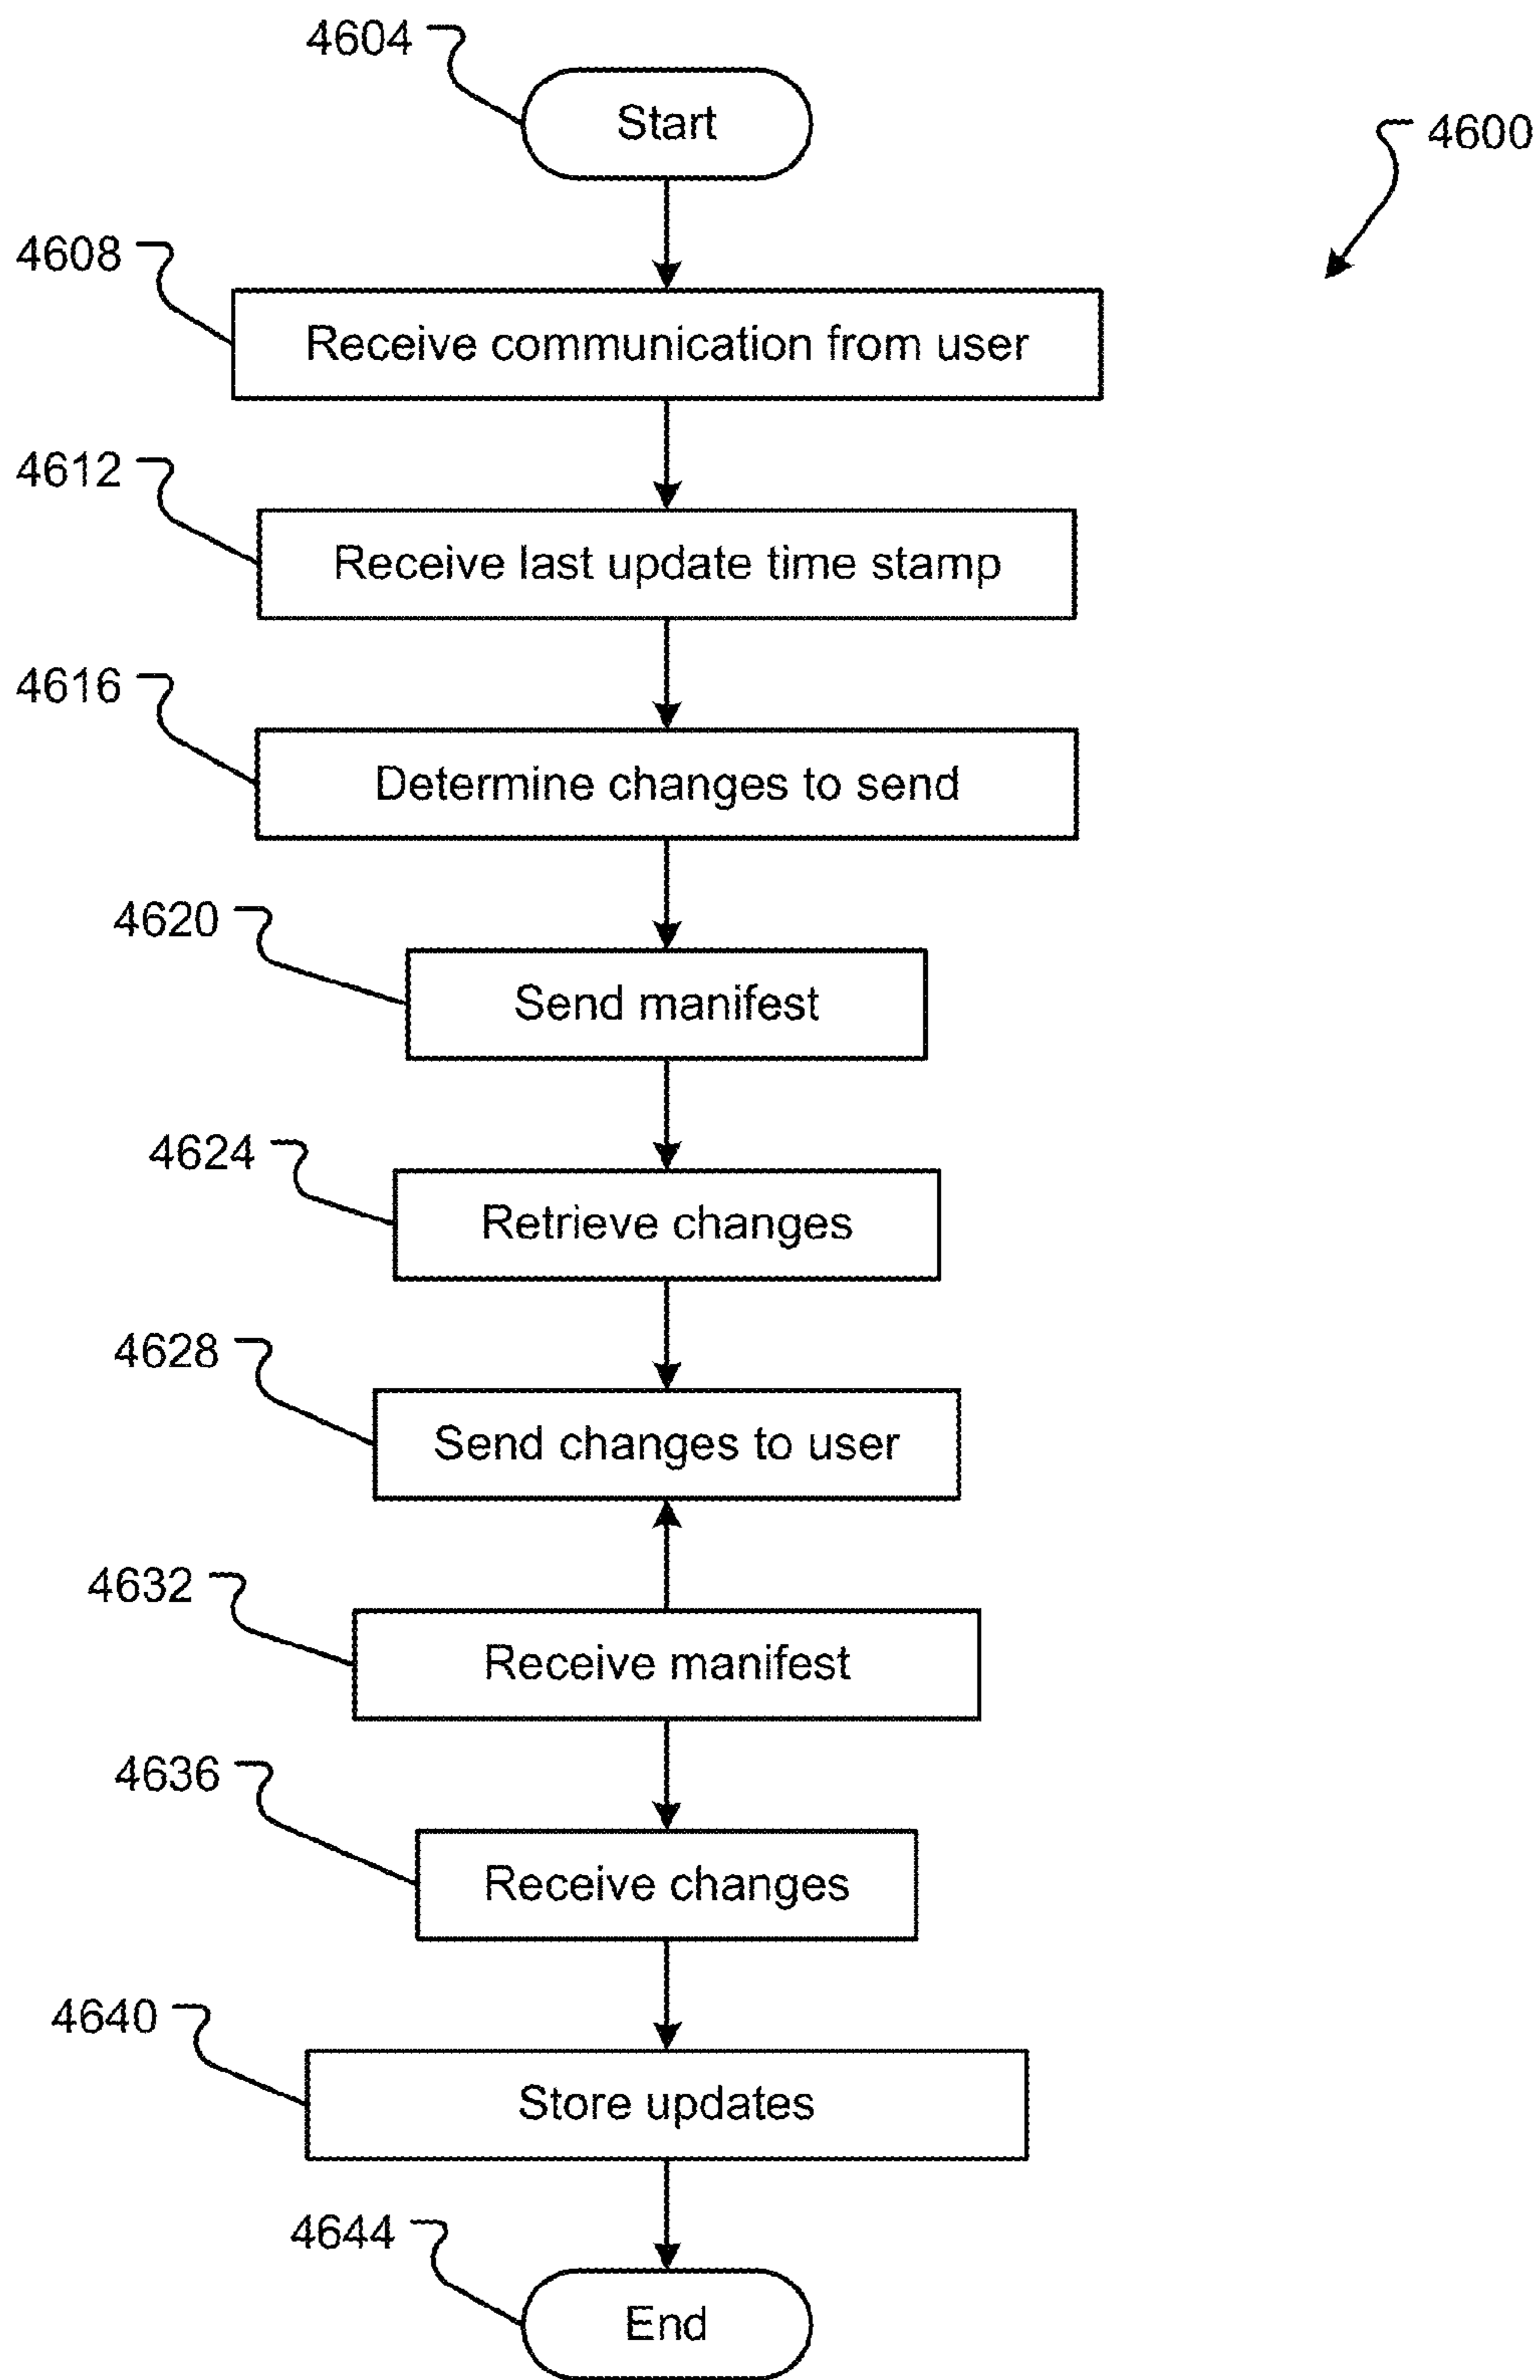 4604
Start
4600
4608
Receive communication from user
4612
Receive last update time stamp
4616
Determine changes to send
4620
Send manifest
4624
Retrieve changes
4628
Send changes to user
4632
Receive manifest
4636
Receive changes
4640
Store updates
4644
End